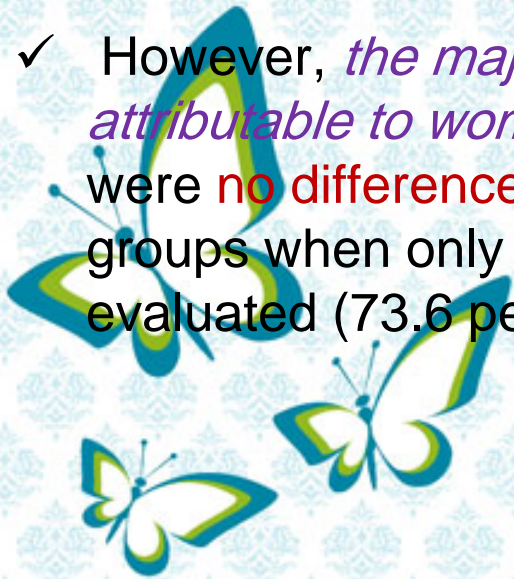 ✓ However, the maj
attributable to wor
were no difference
groups when only
evaluated (73.6 pe